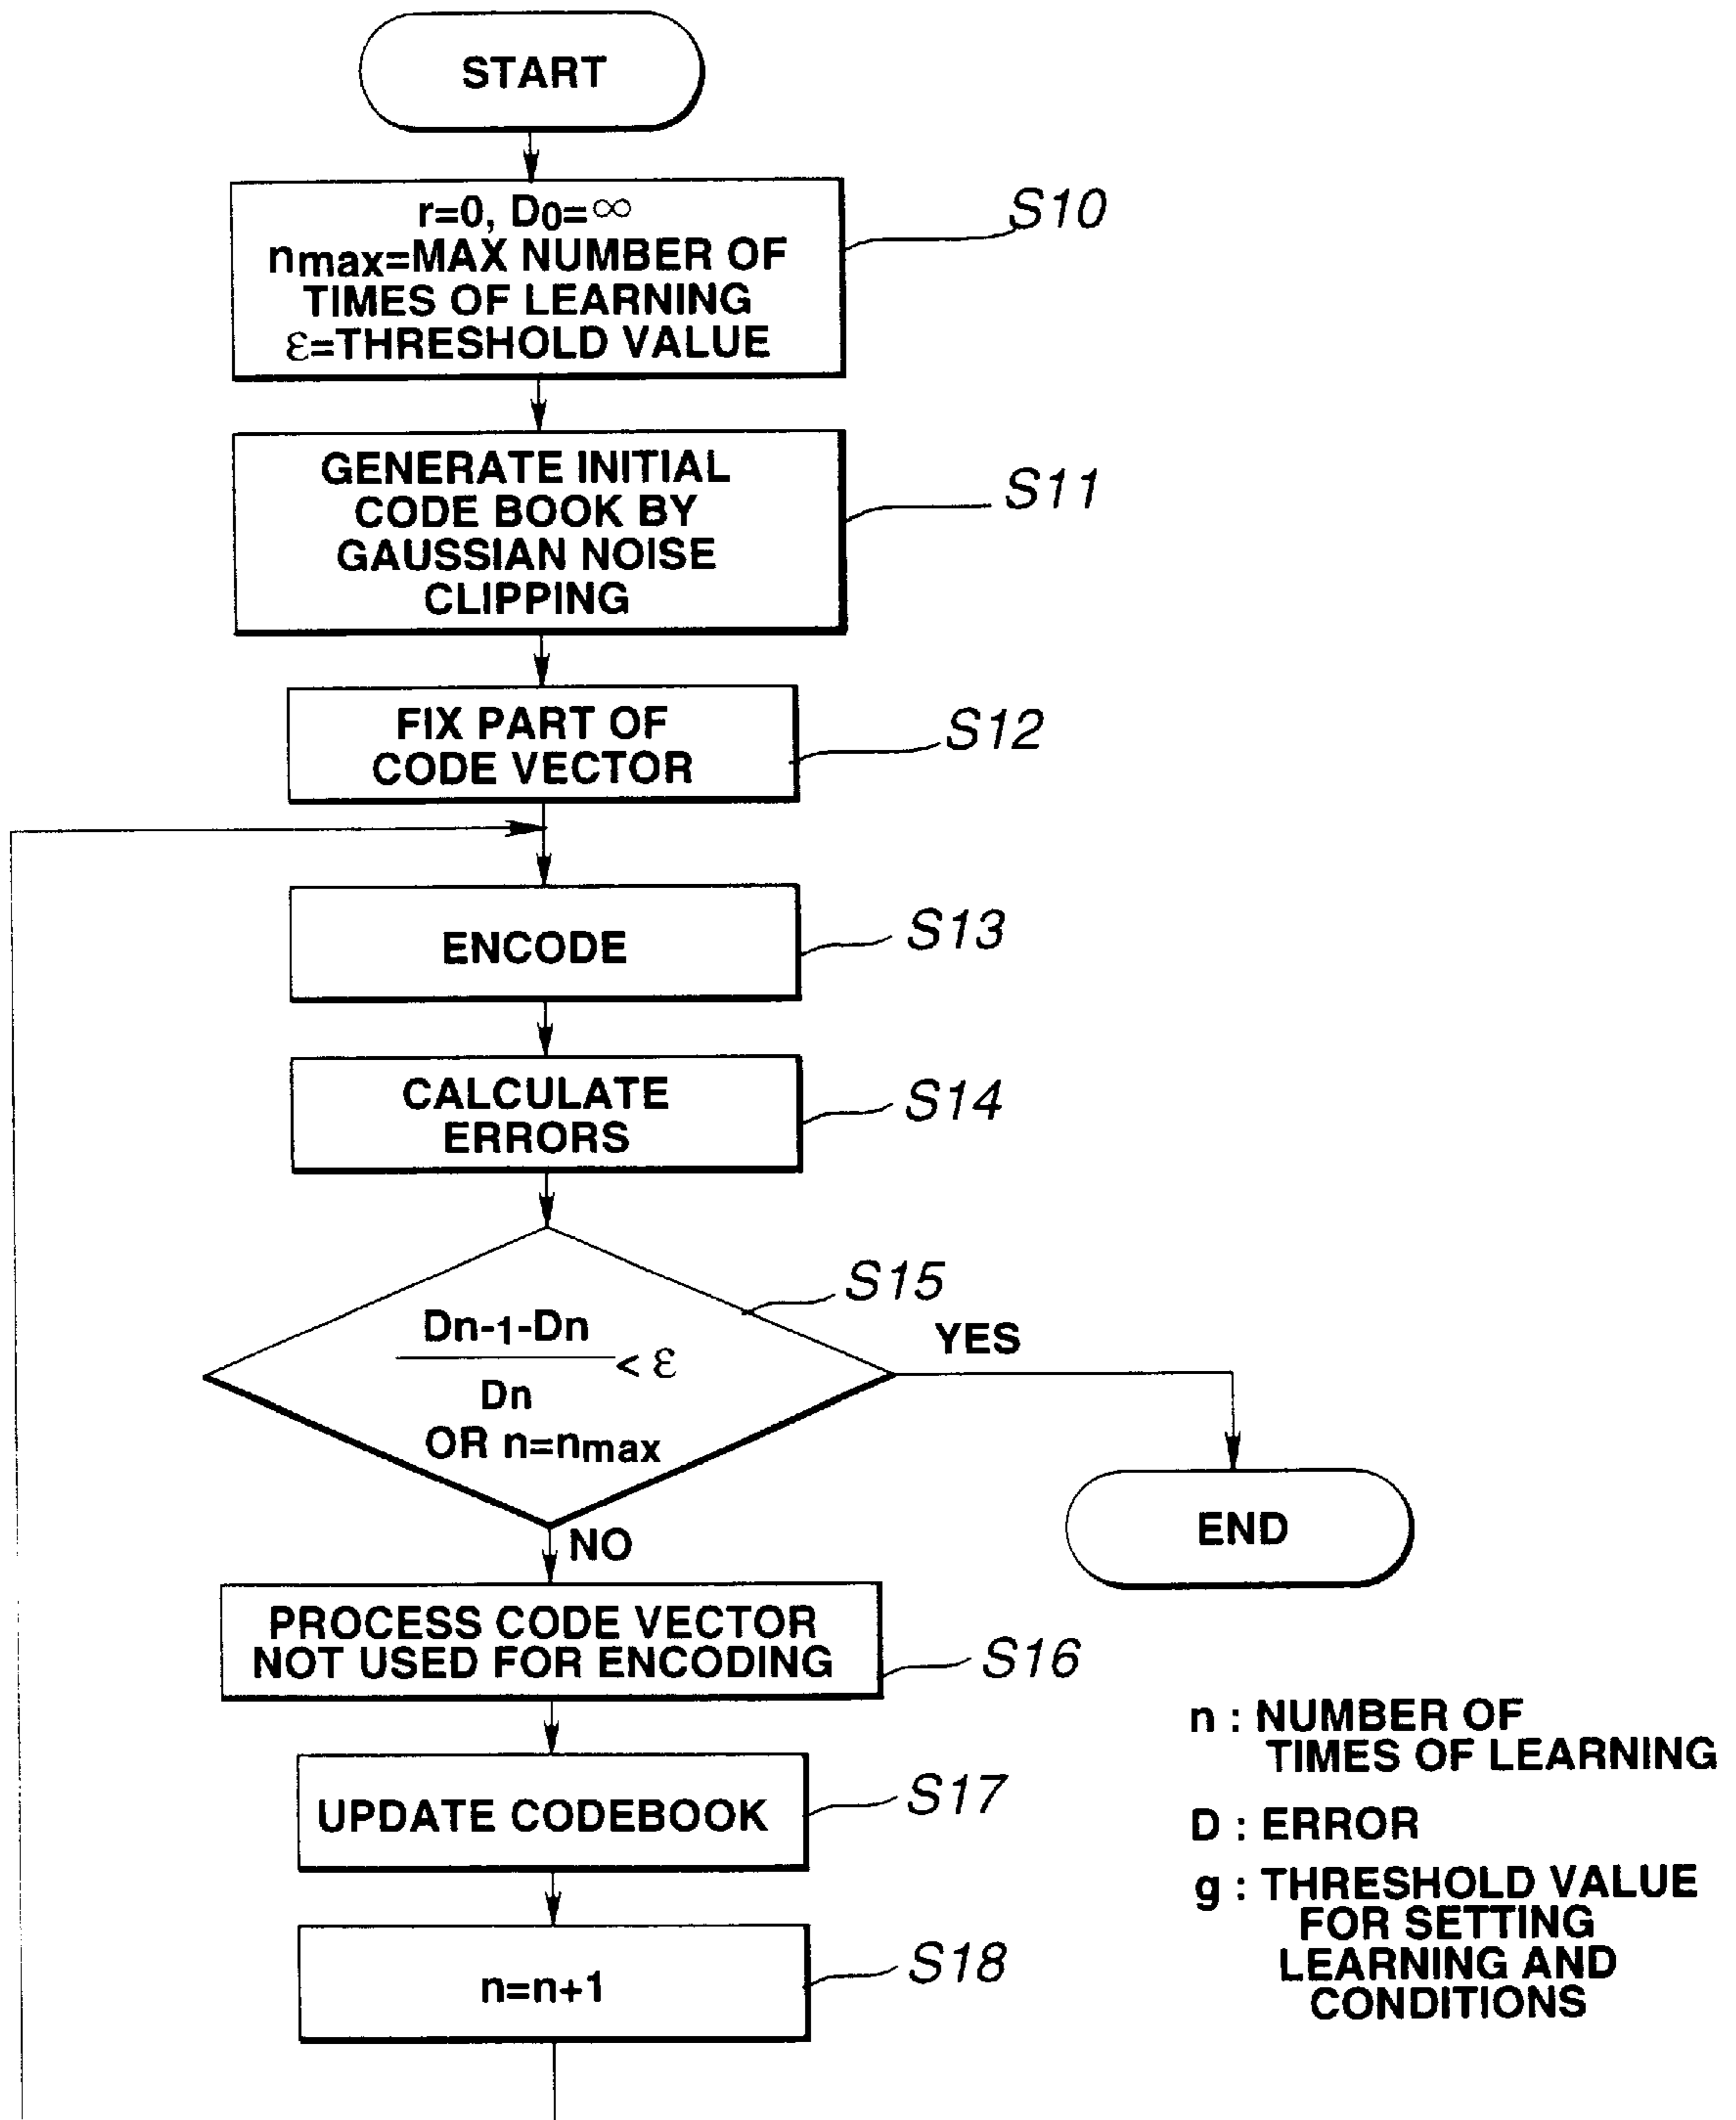 START
r=0, D0=∞
nmax=MAX NUMBER OF
TIMES OF LEARNING
ε=THRESHOLD VALUE
S10
GENERATE INITIAL
CODE BOOK BY
GAUSSIAN NOISE
CLIPPING
S11
FIX PART OF
CODE VECTOR
S12
ENCODE
S13
CALCULATE
ERRORS
S14
S15
Dn-1-Dn
< ε
Dn
OR n=nmax
YES
END
NO
PROCESS CODE VECTOR
NOT USED FOR ENCODING
S16
UPDATE CODEBOOK
S17
n=n+1
S18
n : NUMBER OF
TIMES OF LEARNING
D : ERROR
g : THRESHOLD VALUE
FOR SETTING
LEARNING AND
CONDITIONS